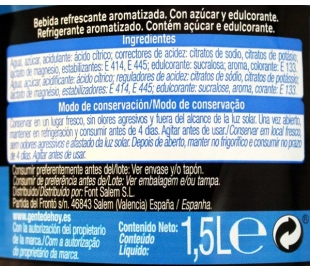 Bebida refrescante aromatizada. Con azúcar y edulcorante.
Refrigerante aromatizado. Contém açúcar e edulcorante.
Ingredientes
Agua, azúcar, acidulante: ácido cítrico; correctores de acidez: citratos de sodio, citratos de potasio,
lactato de magnesio, estabilizantes: E 414, E 445; edulcorante: sucralosa; aroma, colorante: E 133.
Água, açúcar, acidificante: ácido cítrico; reguladores de acidez: citratos de sódio, citratos de potássio,
lactato de magnésio, estabilizadores: E 414, E 445; edulcorante: sucralose, aroma, corante: E 133.
Modo de conservación/Modo de conservação
Conservar en un lugar fresco, sin olores agresivos y fuera del alcance de la luz solar. Una vez abierto,
mantener en refrigeración y consumir antes de 4 días. Agitar antes de usar./Conservar em local fresco,
sem odores agressivos e afastado da luz solar. Depois de aberto, manter no frigorífico e consumir no prazo
de 4 dias. Agitar antes de usar.
Consumir preferentemente antes del/lote: Ver envase y/o tapón.
Consumir de preferência antes de/Lote: Ver embalagem e/ou tampa.
Distribuido por/Distribuído por: Font Salem S.L.
Partida del Frontó s/n. 46843 Salem (Valencia) España / Espanha.
www.gentedehoy.es
Con la autorización del propietario
de la marca./Com a autorização
do proprietário da marca.
Contenido Neto:
Conteúdo
Líquido:
1,5L e